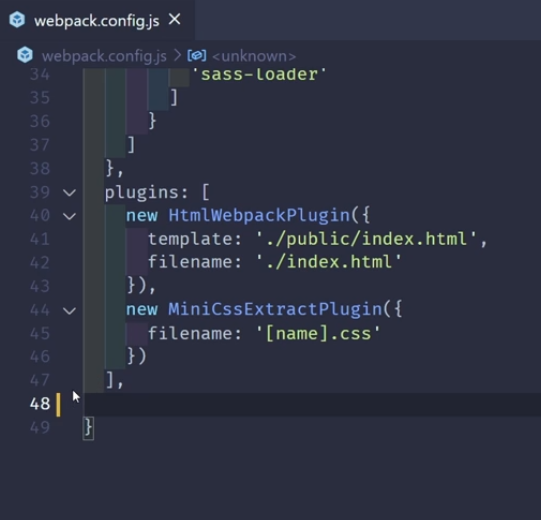 webpack.config.js ×
webpack.config.js > <unknown>
34 'sass-loader'
35 ]
36 }
37 ]
38 },
39 plugins: [
40 new HtmlWebpackPlugin({
41 template: './public/index.html',
42 filename: './index.html'
43 }),
44 new MiniCssExtractPlugin({
45 filename: '[name].css'
46 })
47 ],
48
49 }